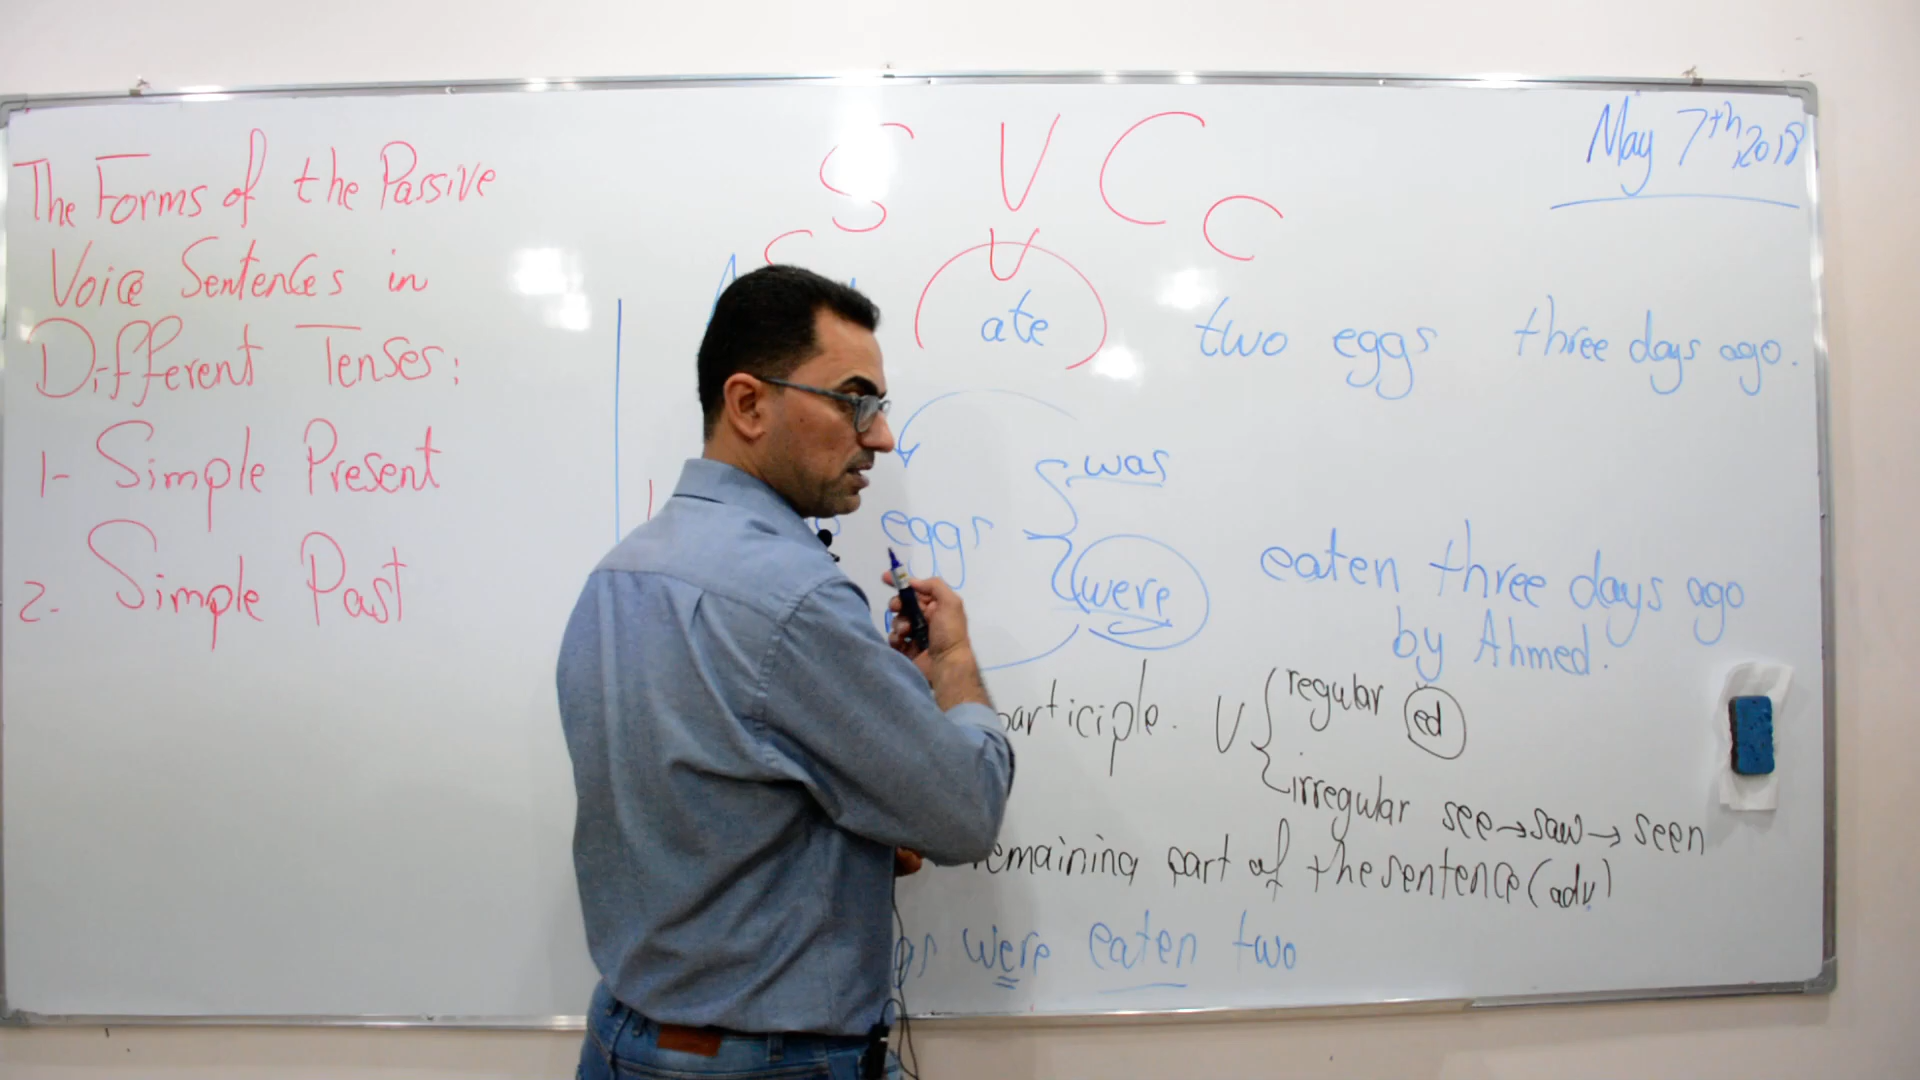 The Forms of the Passive
Voice Sentences in
Different Tenses:
1- Simple Present
2- Simple Past
May 7th, 2018
S V C C
S V
ate two eggs three days ago.
was
eggs were eaten three days ago
by Ahmed.
participle. V regular ed
irregular see→saw→seen
remaining part of the sentence (adv)
were eaten two